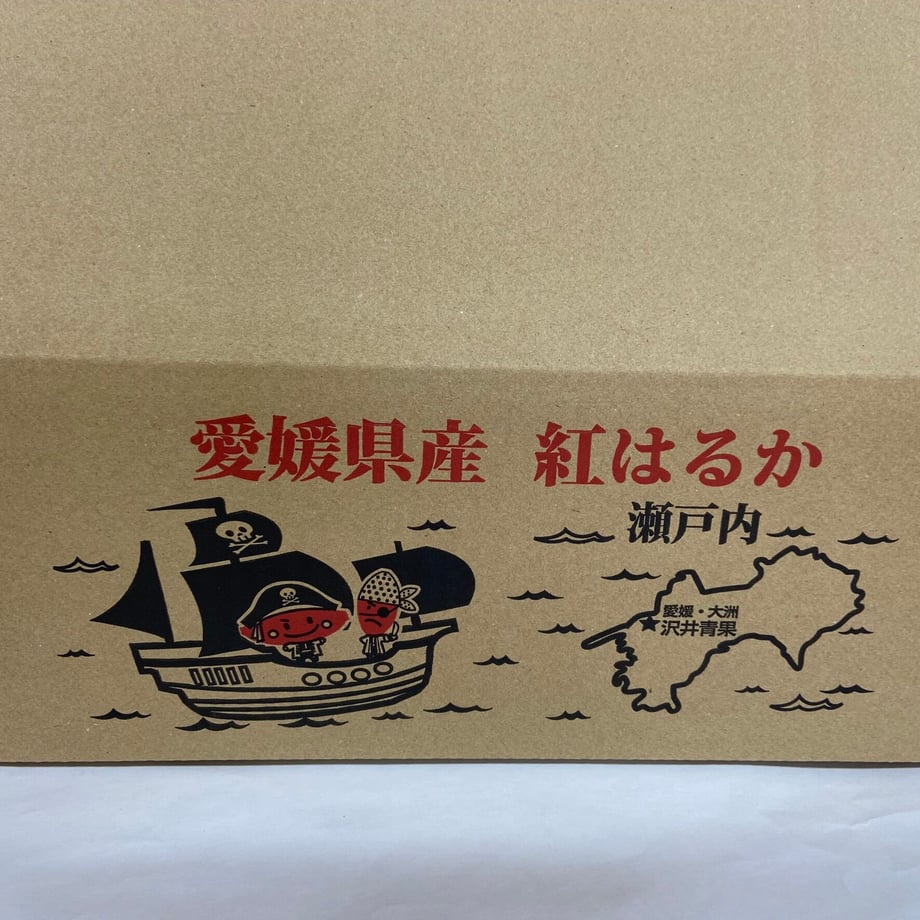 愛媛県産 紅はるか
瀬戸内
愛媛・大洲
★沢井青果